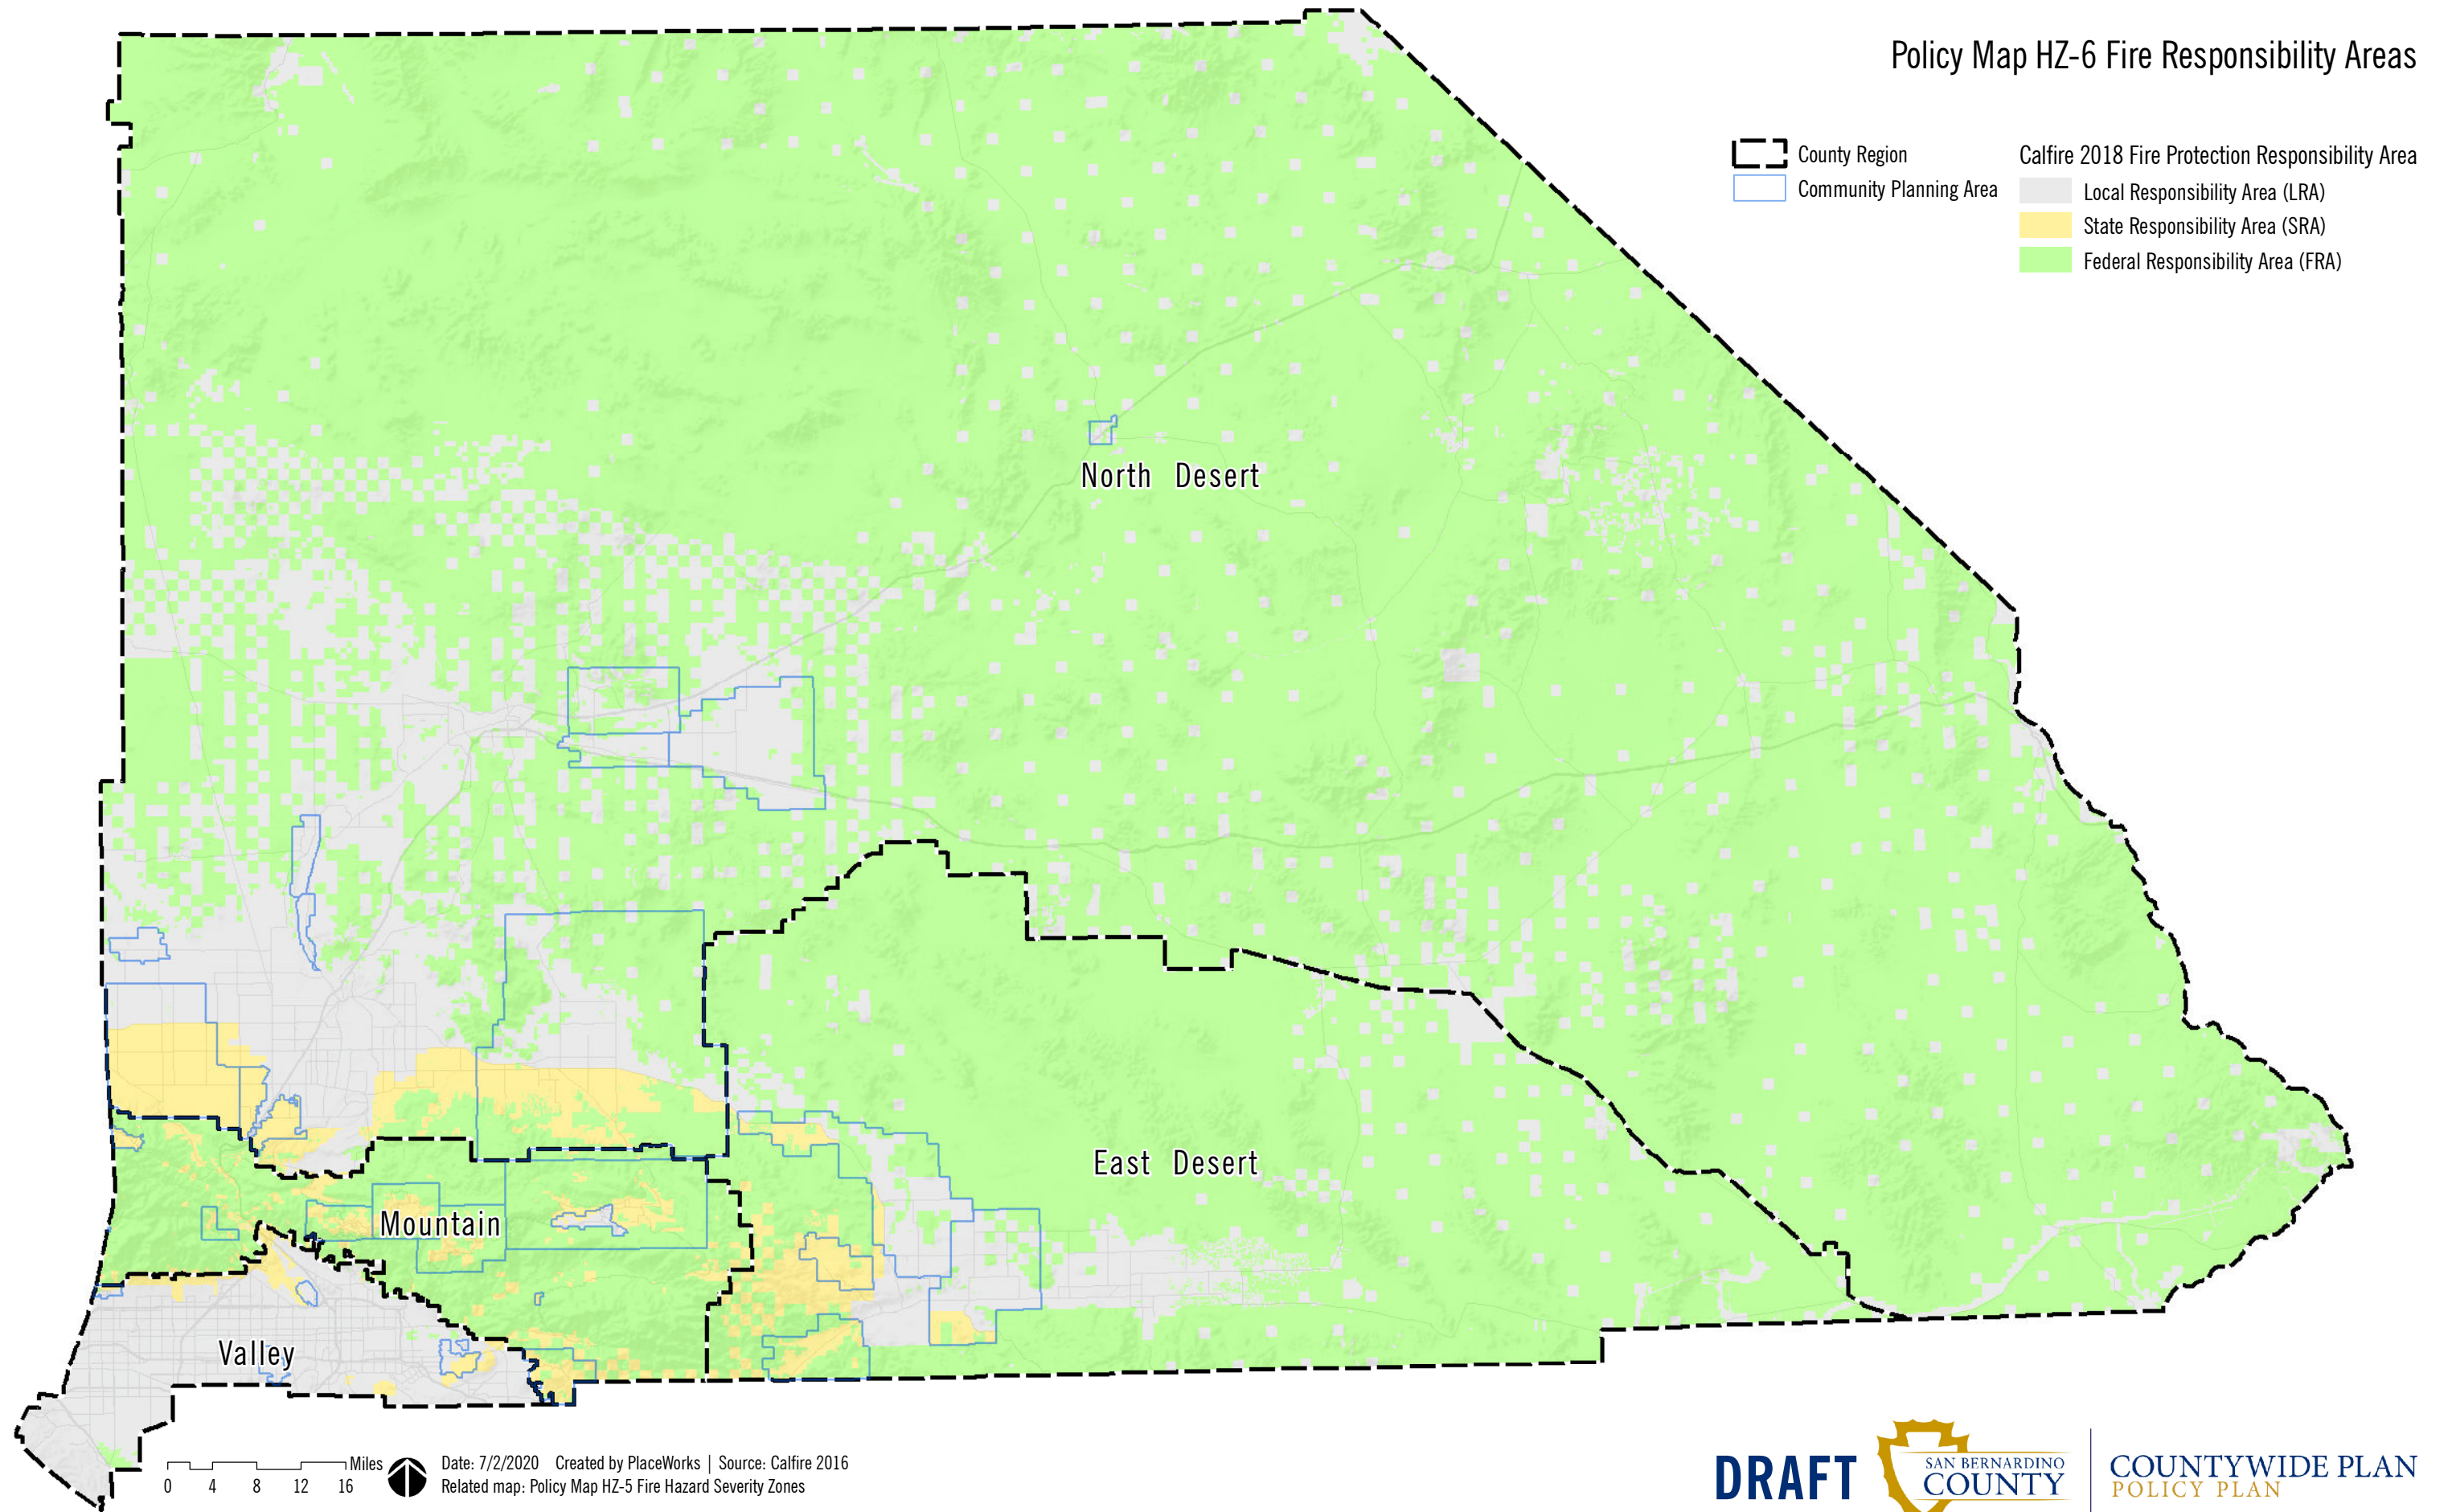 Policy Map HZ-6 Fire Responsibility Areas
County Region
Community Planning Area
Calfire 2018 Fire Protection Responsibility Area
Local Responsibility Area (LRA)
State Responsibility Area (SRA)
Federal Responsibility Area (FRA)
North Desert
East Desert
Mountain
Valley
Miles
0 4 8 12 16
Date: 7/2/2020 Created by PlaceWorks | Source: Calfire 2016
Related map: Policy Map HZ-5 Fire Hazard Severity Zones
DRAFT
SAN BERNARDINO
COUNTY
COUNTYWIDE PLAN
POLICY PLAN